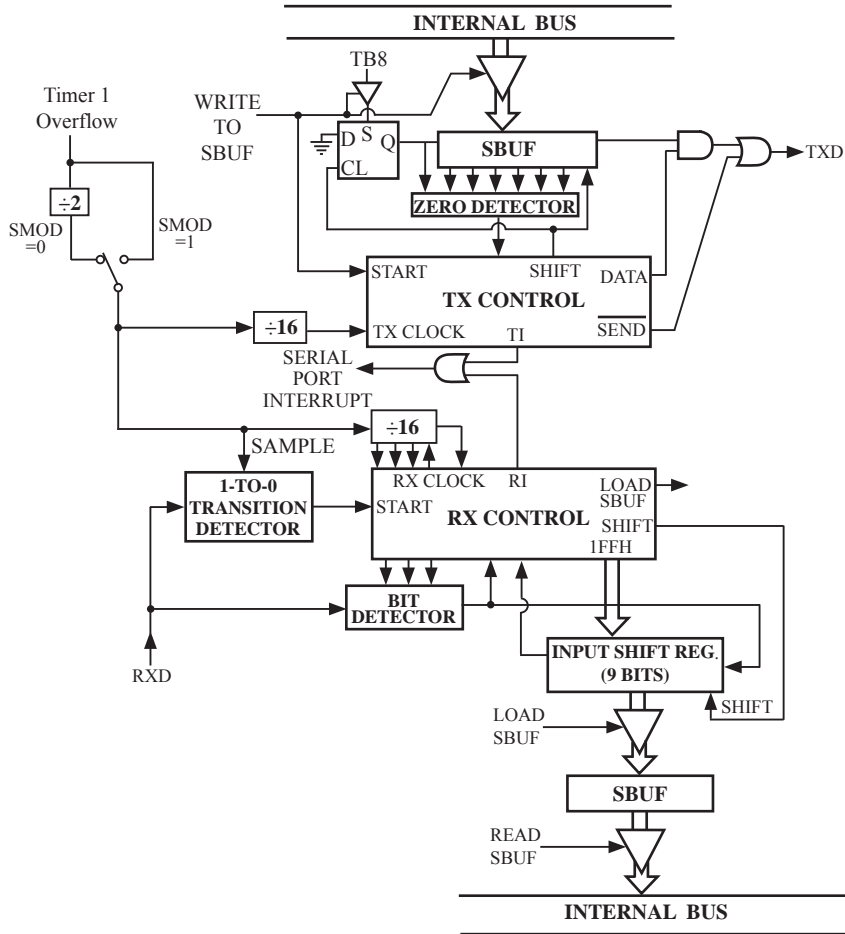 INTERNAL BUS
TB8
Timer 1
Overflow
WRITE
TO
SBUF
D
S
Q
CL
SBUF
TXD
÷2
SMOD
=0
SMOD
=1
ZERO DETECTOR
START
SHIFT
DATA
TX CONTROL
÷16
TX CLOCK
TI
SEND
SERIAL
PORT
INTERRUPT
÷16
SAMPLE
RX CLOCK
RI
LOAD
SBUF
1-TO-0
TRANSITION
DETECTOR
START
RX CONTROL
SHIFT
1FFH
BIT
DETECTOR
RXD
INPUT SHIFT REG.
(9 BITS)
SHIFT
LOAD
SBUF
SBUF
READ
SBUF
INTERNAL BUS